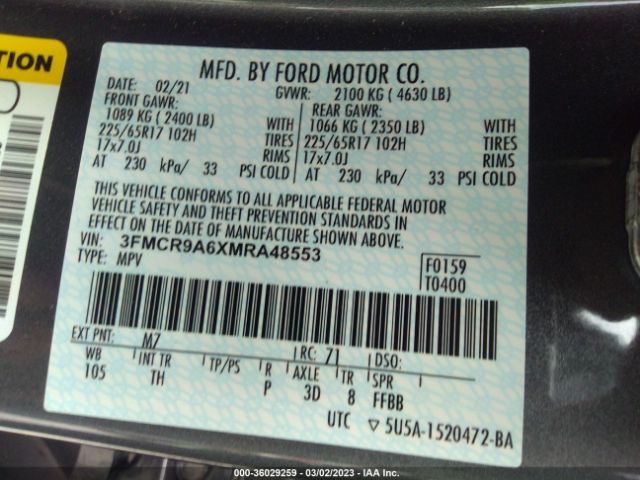 TION
MFD. BY FORD MOTOR CO.
DATE: 02/21 GVWR: 2100 KG ( 4630 LB)
FRONT GAWR: REAR GAWR:
1089 KG ( 2400 LB) WITH 1066 KG ( 2350 LB) WITH
225/65R17 102H TIRES 225/65R17 102H TIRES
17x7.0J RIMS 17x7.0J RIMS
AT 230 kPa/ 33 PSI COLD AT 230 kPa/ 33 PSI COLD
THIS VEHICLE CONFORMS TO ALL APPLICABLE FEDERAL MOTOR
VEHICLE SAFETY AND THEFT PREVENTION STANDARDS IN
EFFECT ON THE DATE OF MANUFACTURE SHOWN ABOVE.
VIN: 3FMCR9A6XMRA48553
TYPE: MPV
F0159
T0400
EXT PNT: M7 RC: 71 DSO:
WB INT TR TP/PS R AXLE TR SPR
105 TH P 3D 8 FFBB
UTC ▽ 5U5A-1520472-BA
000-36029259 - 03/02/2023 - IAA Inc.